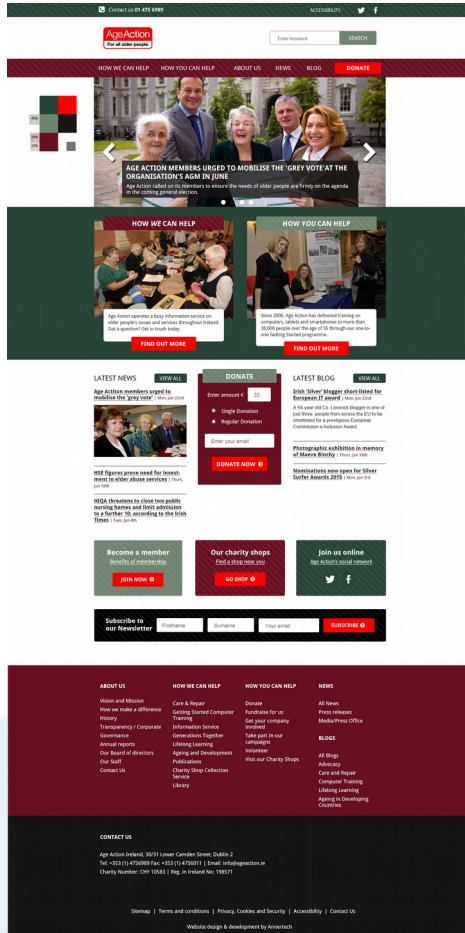 Contact us 01 475 6989
ACCESSIBILITY
AgeAction
For all older people
Enter keyword
SEARCH
HOW WE CAN HELP
HOW YOU CAN HELP
ABOUT US
NEWS
BLOG
DONATE
AGE ACTION MEMBERS URGED TO MOBILISE THE 'GREY VOTE'AT THE
ORGANISATION'S AGM IN JUNE
Age Action called on its members to ensure the needs of older people are firmly on the agenda
in the coming general election.
HOW WE CAN HELP
Age Action operates a busy information service on
older people's issues and services throughout Ireland.
Got a question? Get in touch today.
FIND OUT MORE
HOW YOU CAN HELP
Since 2006, Age Action has delivered training on
computers, tablets and smartphones to more than
30,000 people over the age of 55 through our one-to-
one Getting Started programme.
FIND OUT MORE
LATEST NEWS
VIEW ALL
Age Action members urged to
mobilise the 'grey vote' | Mon, Jun 22nd
HSE figures prove need for invest-
ment in elder abuse services | Thurs,
Jun 18th
HIQA threatens to close two public
nursing homes and limit admission
to a further 10, according to the Irish
Times | Tues, Jun 4th
DONATE
Enter amount € 20
Single Donation
Regular Donation
Enter your email
DONATE NOW
LATEST BLOG
VIEW ALL
Irish 'Silver' blogger short-listed for
European IT award | Mon, Jun 22nd
A 64-year old Co. Limerick blogger is one of
just three people from across the EU to be
shortlisted for a prestigious European
Commission e-Inclusion Award.
Photographic exhibition in memory
of Maeve Binchy | Thurs, Jun 18th
Nominations now open for Silver
Surfer Awards 2015 | Mon, Jun 3rd
Become a member
Benefits of membership
JOIN NOW
Our charity shops
Find a shop near you
GO SHOP
Join us online
Age Action's social network
Subscribe to
our Newsletter
Firstname
Surname
Your email
SUBSCRIBE
ABOUT US
Vision and Mission
How we make a difference
History
Transparency / Corporate
Governance
Annual reports
Our Board of directors
Our Staff
Contact Us
HOW WE CAN HELP
Care & Repair
Getting Started Computer
Training
Information Service
Generations Together
Lifelong Learning
Ageing and Development
Publications
Charity Shop Collection
Service
Library
HOW YOU CAN HELP
Donate
Fundraise for us
Get your company
involved
Take part in our
campaigns
Volunteer
Visit our Charity Shops
NEWS
All News
Press releases
Media/Press Office
BLOGS
All Blogs
Advocacy
Care and Repair
Computer Training
Lifelong Learning
Ageing in Developing
Countries
CONTACT US
Age Action Ireland, 30/31 Lower Camden Street, Dublin 2
Tel: +353 (1) 4756989 Fax: +353 (1) 4756011 | Email: info@ageaction.ie
Charity Number: CHY 10583 | Reg. in Ireland No: 198571
Sitemap | Terms and conditions | Privacy, Cookies and Security | Accessibility | Contact Us
Website design & development by Annertech